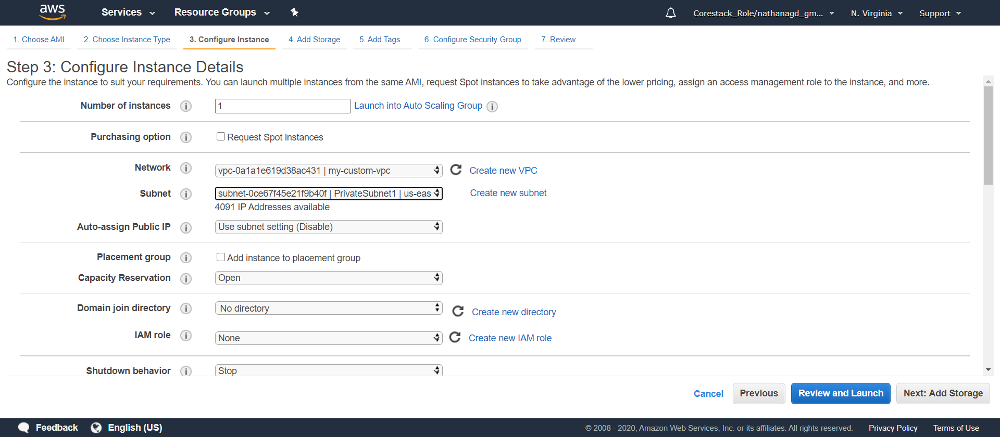 aws Services Resource Groups Corestack_Role/nathanagd_gm... N. Virginia Support
1. Choose AMI 2. Choose Instance Type 3. Configure Instance 4. Add Storage 5. Add Tags 6. Configure Security Group 7. Review
Step 3: Configure Instance Details
Configure the instance to suit your requirements. You can launch multiple instances from the same AMI, request Spot instances to take advantage of the lower pricing, assign an access management role to the instance, and more.
Number of instances i 1 Launch into Auto Scaling Group i
Purchasing option i Request Spot instances
Network i vpc-0a1a1e619d38ac431 | my-custom-vpc Create new VPC
Subnet i subnet-0ce67f45e21f9b40f | PrivateSubnet1 | us-eas Create new subnet
4091 IP Addresses available
Auto-assign Public IP i Use subnet setting (Disable)
Placement group i Add instance to placement group
Capacity Reservation i Open
Domain join directory i No directory Create new directory
IAM role i None Create new IAM role
Shutdown behavior i Stop
Cancel Previous Review and Launch Next: Add Storage
Feedback English (US) © 2008 - 2020, Amazon Web Services, Inc. or its affiliates. All rights reserved. Privacy Policy Terms of Use